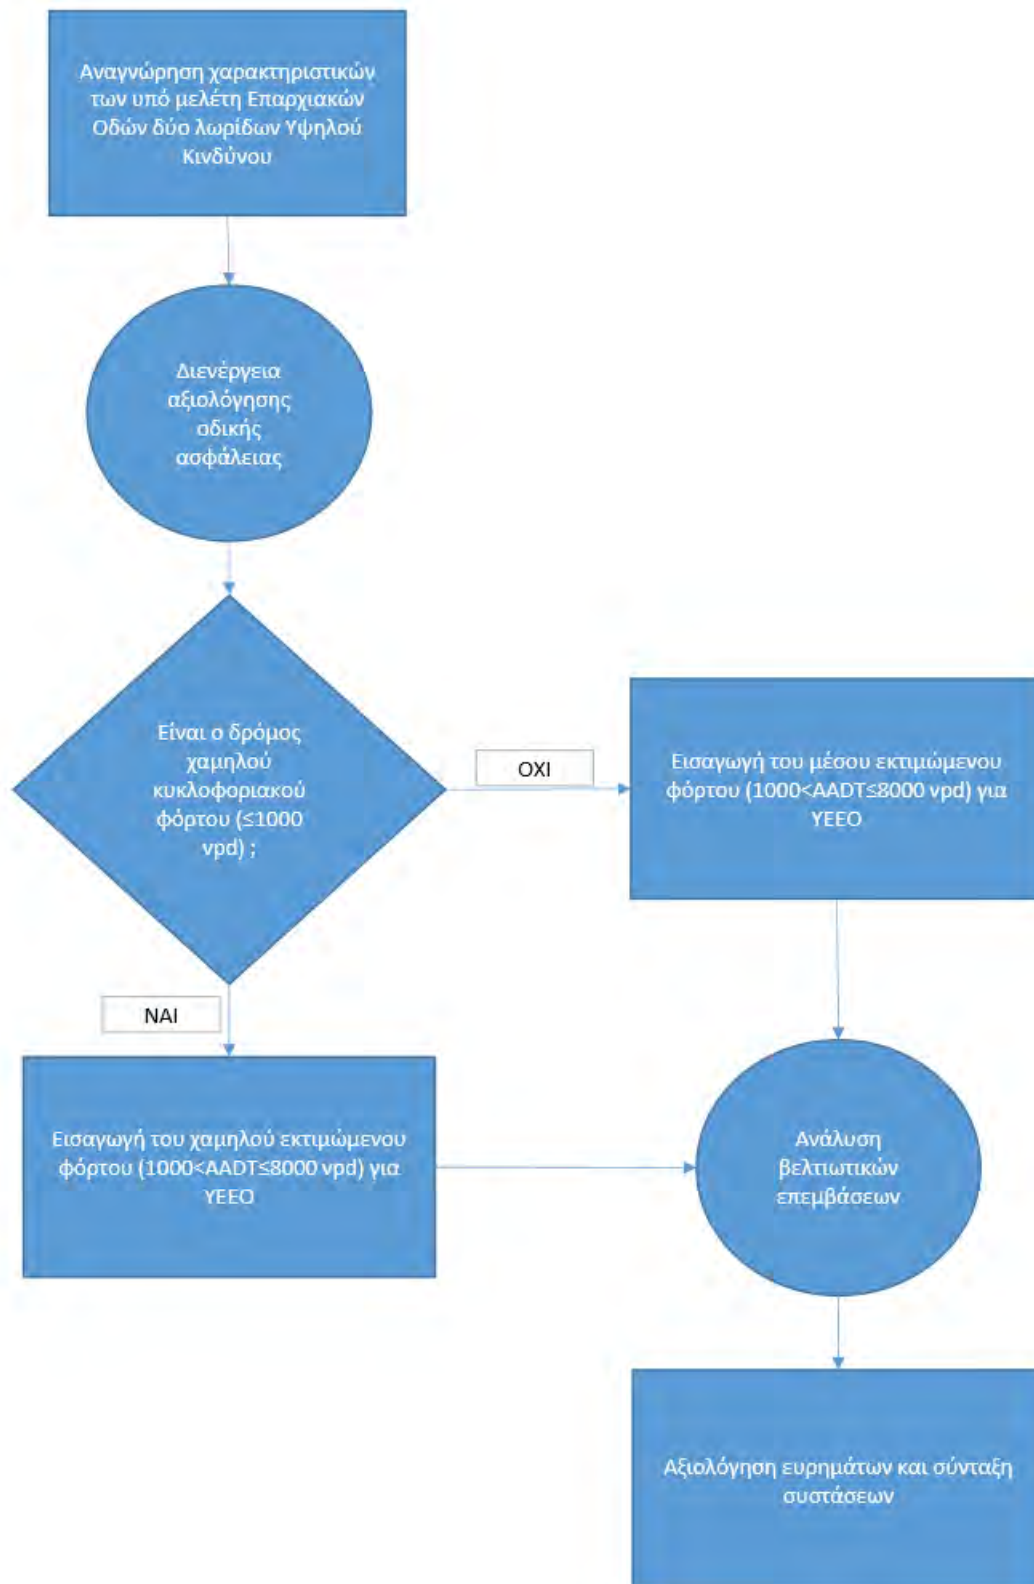 Αναγνώρηση χαρακτηριστικών
των υπό μελέτη Επαρχιακών
Οδών δύο λωρίδων Υψηλού
Κινδύνου
Διενέργεια
αξιολόγησης
οδικής
ασφάλειας
Είναι ο δρόμος
χαμηλού
κυκλοφοριακού
φόρτου (≤1000
vpd) ;
ΟΧΙ
Εισαγωγή του μέσου εκτιμώμενου
φόρτου (1000<AADT≤8000 vpd) για
ΥΕΕΟ
ΝΑΙ
Εισαγωγή του χαμηλού εκτιμώμενου
φόρτου (1000<AADT≤8000 vpd) για
ΥΕΕΟ
Ανάλυση
βελτιωτικών
επεμβάσεων
Αξιολόγηση ευρημάτων και σύνταξη
συστάσεων